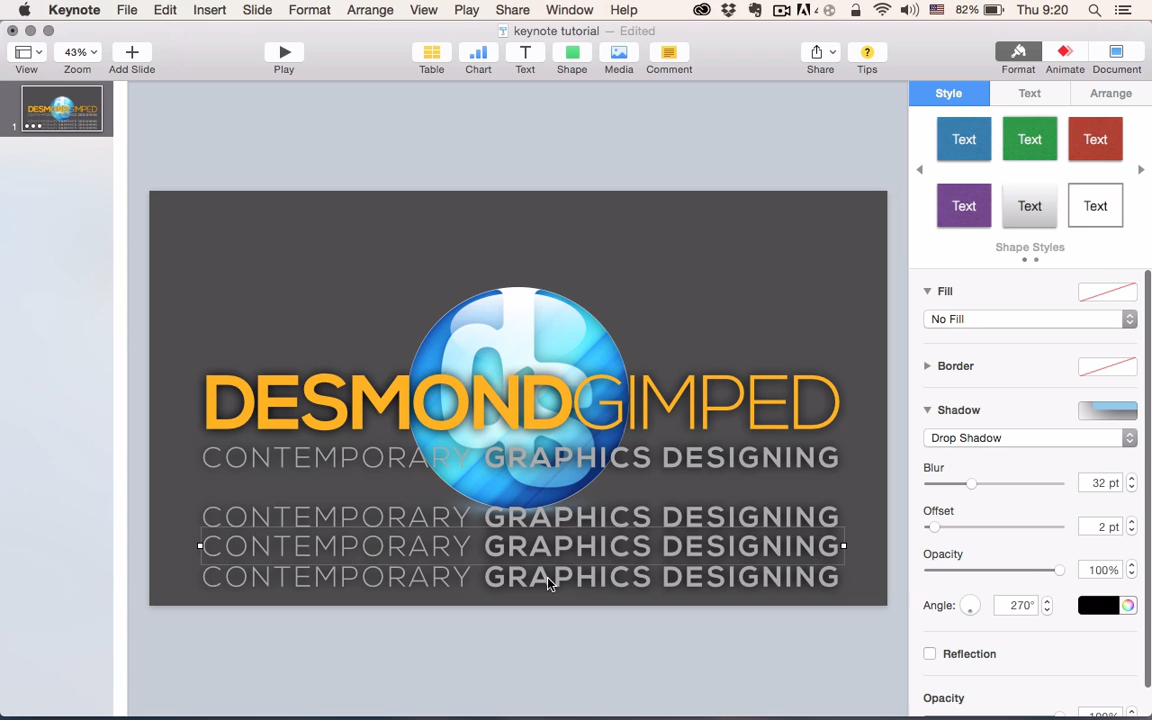 Keynote File Edit Insert Slide Format Arrange View Play Share Window Help 4 82% Thu 9:20
keynote tutorial — Edited
43%
View Zoom Add Slide Play Table Chart Text Shape Media Comment Share Tips Format Animate Document
1
DESMONDGIMPED
CONTEMPORARY GRAPHICS DESIGNING
CONTEMPORARY GRAPHICS DESIGNING
CONTEMPORARY GRAPHICS DESIGNING
CONTEMPORARY GRAPHICS DESIGNING
Style Text Arrange
Text Text Text
Text Text Text
Shape Styles
Fill
No Fill
Border
Shadow
Drop Shadow
Blur
32 pt
Offset
2 pt
Opacity
100%
Angle: 270°
Reflection
Opacity
100%